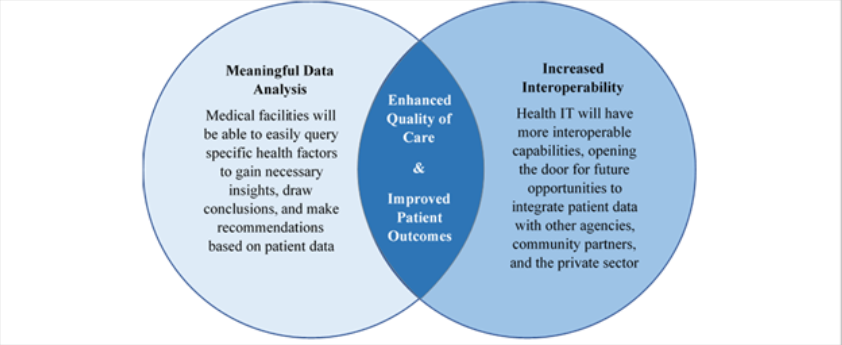 Meaningful Data
Analysis
Medical facilities will
be able to easily query
specific health factors
to gain necessary
insights, draw
conclusions, and make
recommendations
based on patient data
Enhanced
Quality of
Care
&
Improved
Patient
Outcomes
Increased
Interoperability
Health IT will have
more interoperable
capabilities, opening
the door for future
opportunities to
integrate patient data
with other agencies,
community partners,
and the private sector